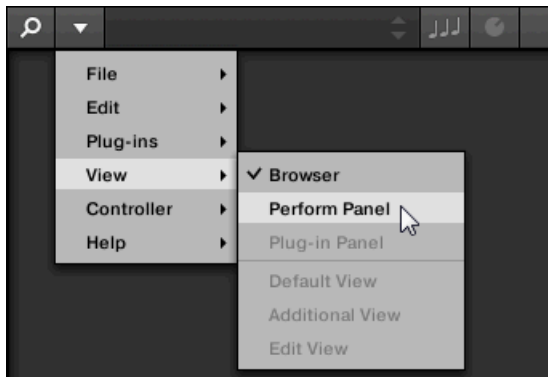 File
Edit
Plug-ins
View
Controller
Help
Browser
Perform Panel
Plug-in Panel
Default View
Additional View
Edit View